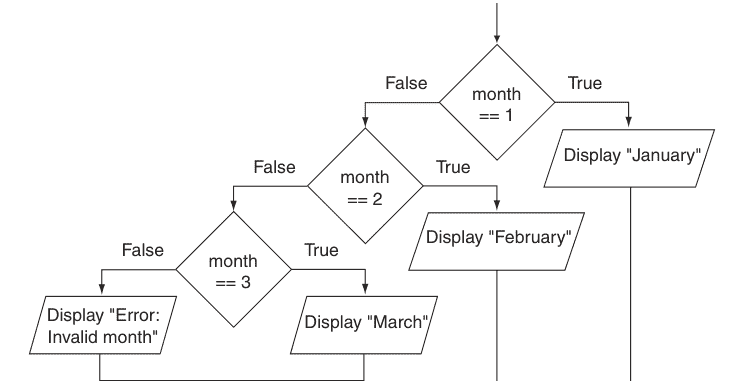 False
True
month
== 1
Display "January"
False
True
month
== 2
Display "February"
False
True
month
== 3
Display "Error:
Invalid month"
Display "March"